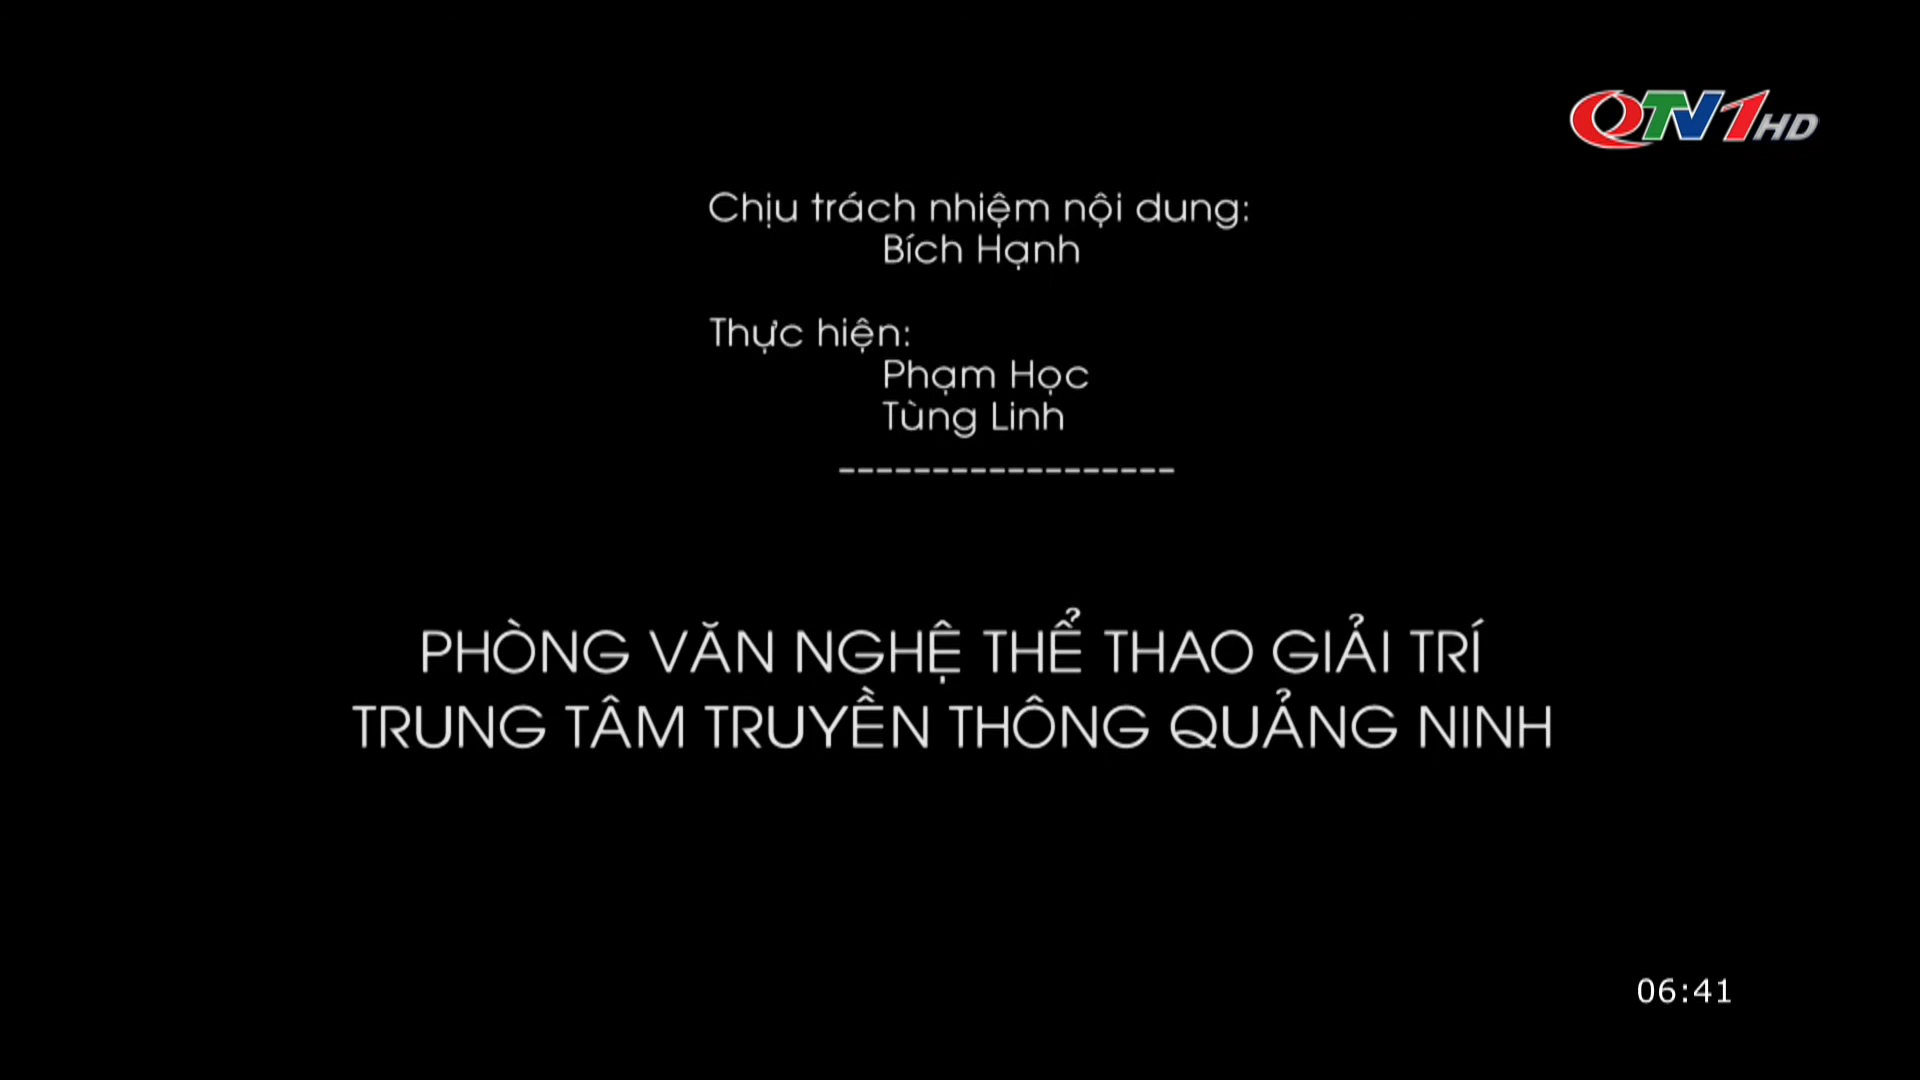 QTV1HD
Chịu trách nhiệm nội dung:
Bích Hạnh
Thực hiện:
Phạm Học
Tùng Linh
------------------
PHÒNG VĂN NGHỆ THỂ THAO GIẢI TRÍ
TRUNG TÂM TRUYỀN THÔNG QUẢNG NINH
06:41